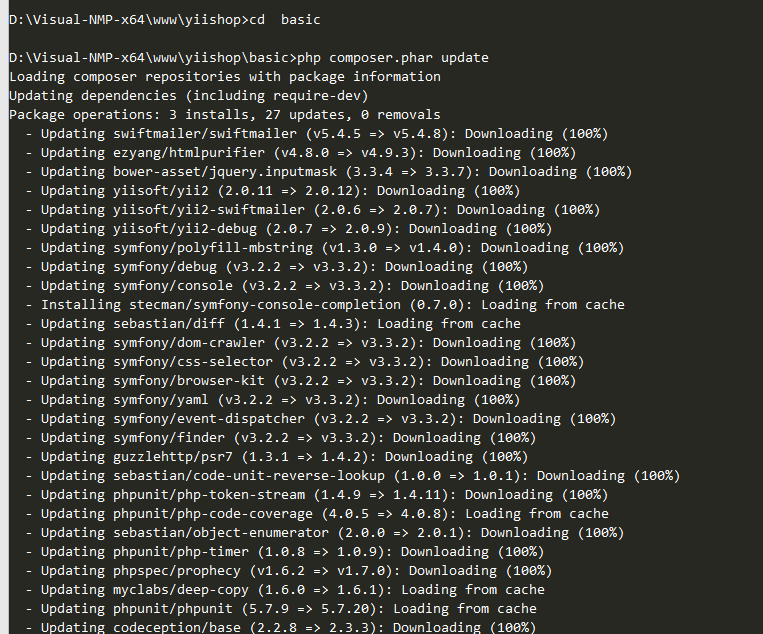 D:\Visual-NMP-x64\www\yiishop>cd  basic
D:\Visual-NMP-x64\www\yiishop\basic>php composer.phar update
Loading composer repositories with package information
Updating dependencies (including require-dev)
Package operations: 3 installs, 27 updates, 0 removals
  - Updating swiftmailer/swiftmailer (v5.4.5 => v5.4.8): Downloading (100%)
  - Updating ezyang/htmlpurifier (v4.8.0 => v4.9.3): Downloading (100%)
  - Updating bower-asset/jquery.inputmask (3.3.4 => 3.3.7): Downloading (100%)
  - Updating yiisoft/yii2 (2.0.11 => 2.0.12): Downloading (100%)
  - Updating yiisoft/yii2-swiftmailer (2.0.6 => 2.0.7): Downloading (100%)
  - Updating yiisoft/yii2-debug (2.0.7 => 2.0.9): Downloading (100%)
  - Updating symfony/polyfill-mbstring (v1.3.0 => v1.4.0): Downloading (100%)
  - Updating symfony/debug (v3.2.2 => v3.3.2): Downloading (100%)
  - Updating symfony/console (v3.2.2 => v3.3.2): Downloading (100%)
  - Installing stecman/symfony-console-completion (0.7.0): Loading from cache
  - Updating sebastian/diff (1.4.1 => 1.4.3): Loading from cache
  - Updating symfony/dom-crawler (v3.2.2 => v3.3.2): Downloading (100%)
  - Updating symfony/css-selector (v3.2.2 => v3.3.2): Downloading (100%)
  - Updating symfony/browser-kit (v3.2.2 => v3.3.2): Downloading (100%)
  - Updating symfony/yaml (v3.2.2 => v3.3.2): Downloading (100%)
  - Updating symfony/event-dispatcher (v3.2.2 => v3.3.2): Downloading (100%)
  - Updating symfony/finder (v3.2.2 => v3.3.2): Downloading (100%)
  - Updating guzzlehttp/psr7 (1.3.1 => 1.4.2): Downloading (100%)
  - Updating sebastian/code-unit-reverse-lookup (1.0.0 => 1.0.1): Downloading (100%)
  - Updating phpunit/php-token-stream (1.4.9 => 1.4.11): Downloading (100%)
  - Updating phpunit/php-code-coverage (4.0.5 => 4.0.8): Loading from cache
  - Updating sebastian/object-enumerator (2.0.0 => 2.0.1): Downloading (100%)
  - Updating phpunit/php-timer (1.0.8 => 1.0.9): Downloading (100%)
  - Updating phpspec/prophecy (v1.6.2 => v1.7.0): Downloading (100%)
  - Updating myclabs/deep-copy (1.6.0 => 1.6.1): Loading from cache
  - Updating phpunit/phpunit (5.7.9 => 5.7.20): Loading from cache
  - Updating codeception/base (2.2.8 => 2.3.3): Downloading (100%)